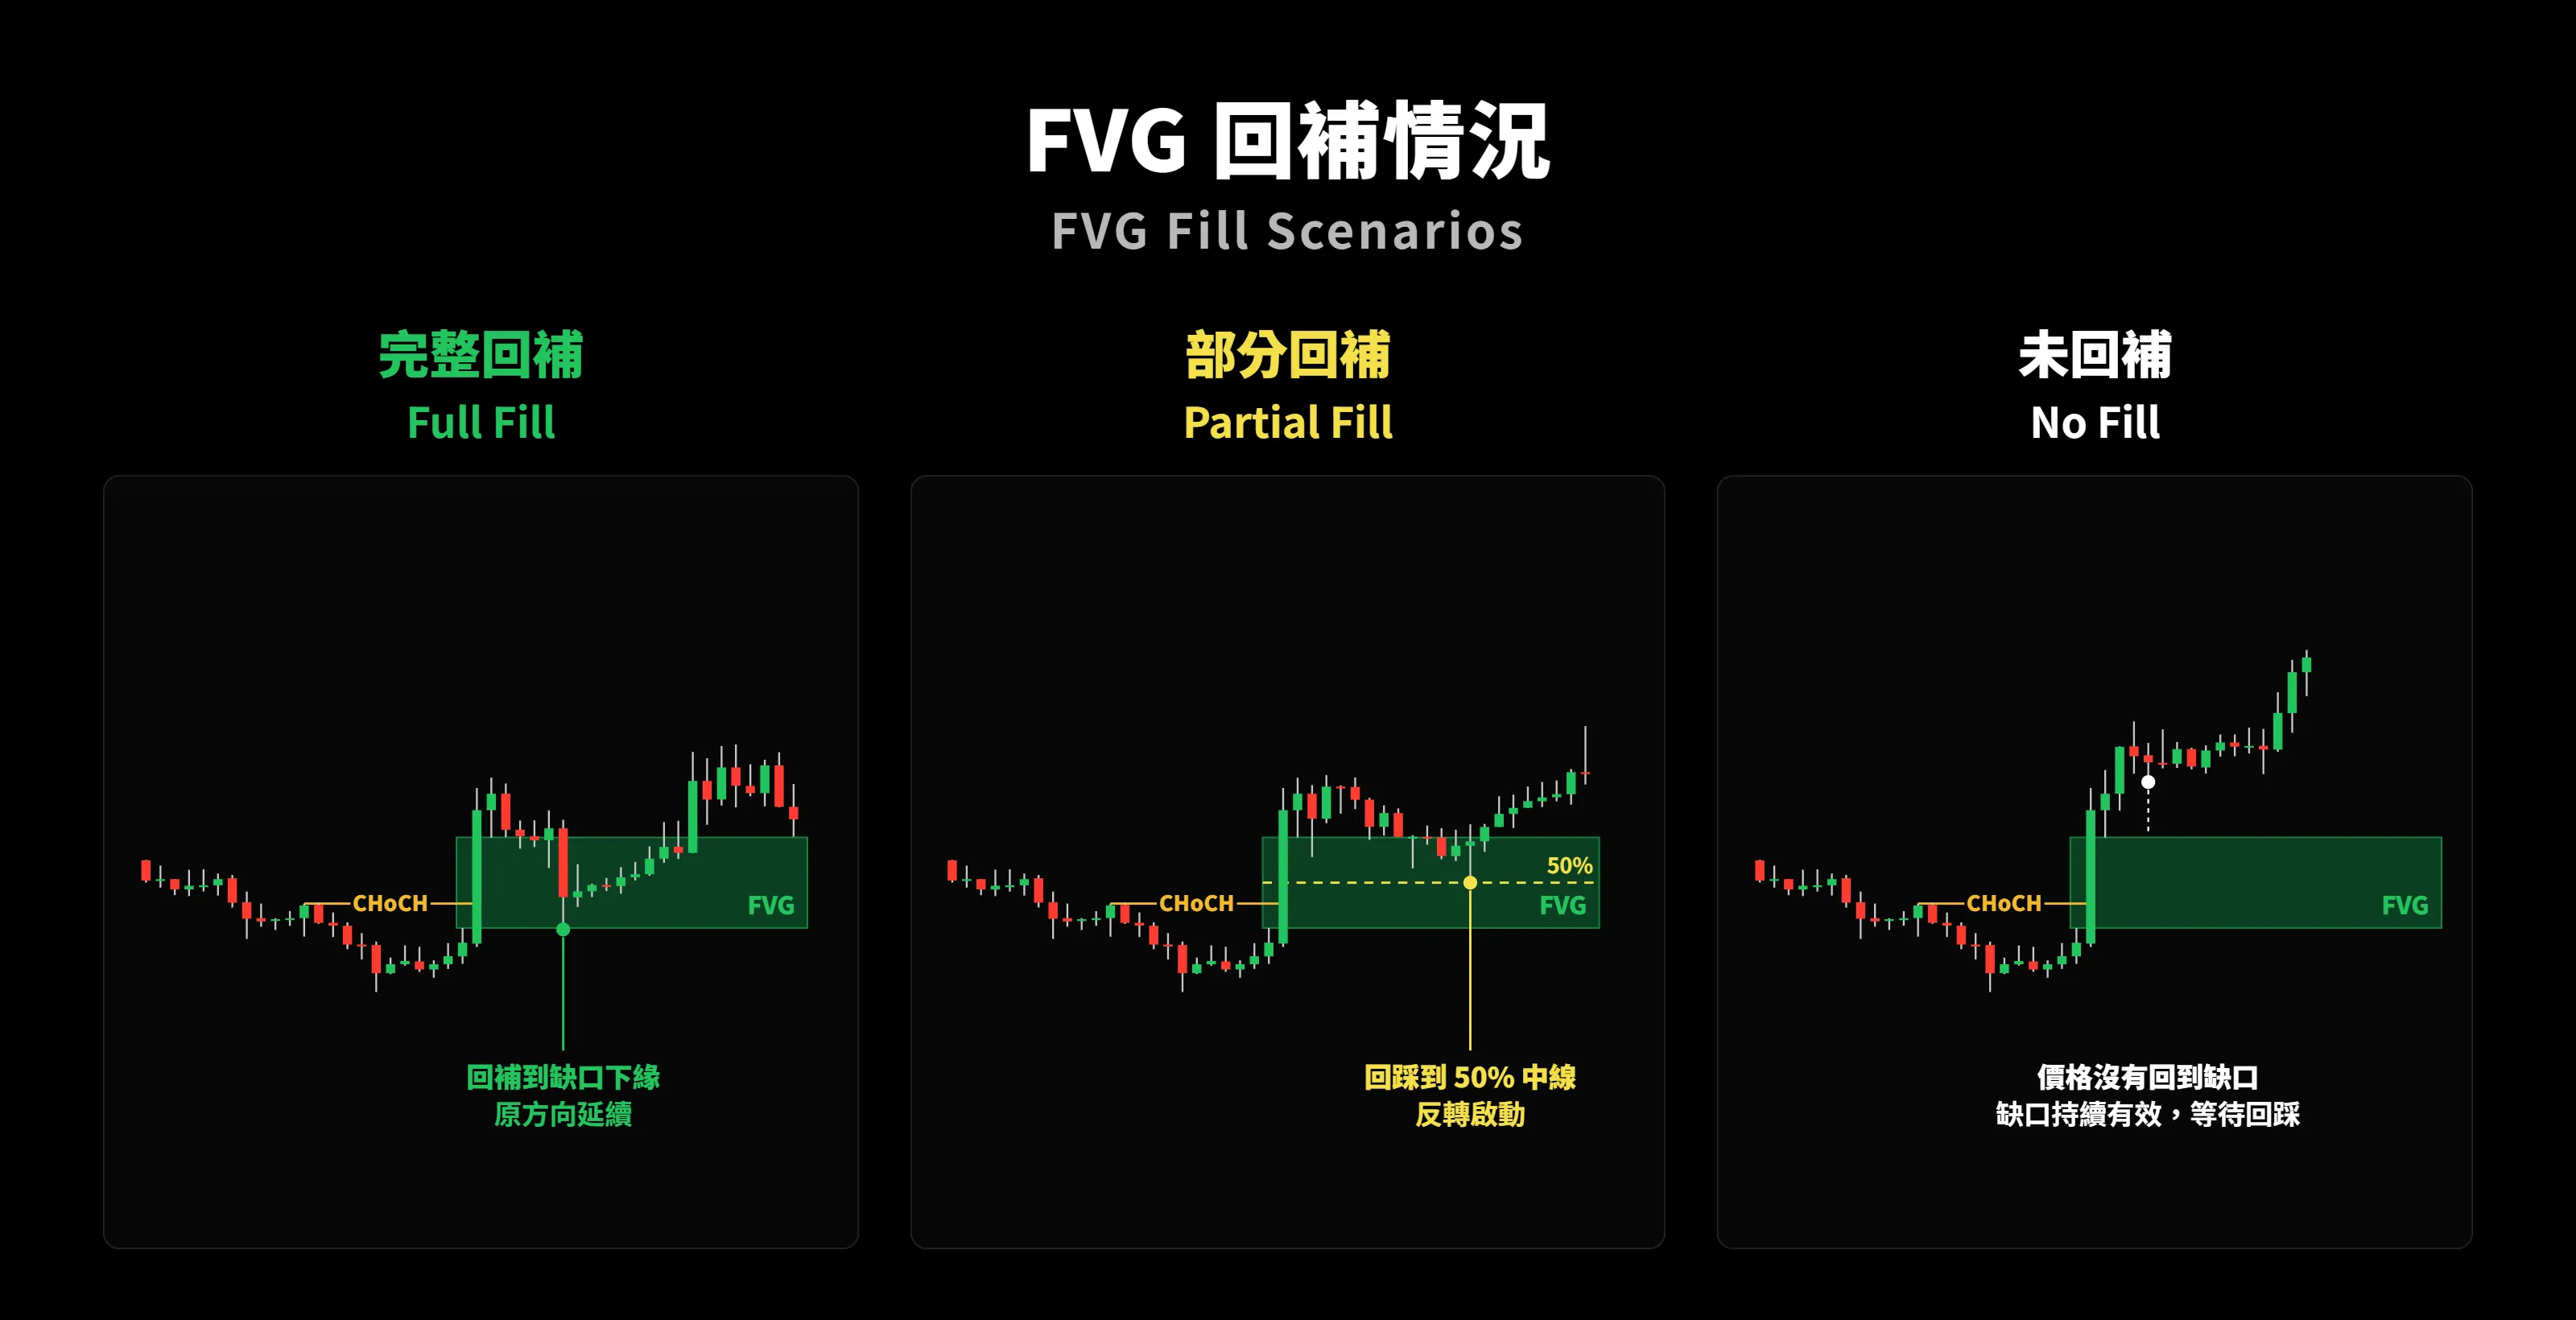 FVG 回補情況
FVG Fill Scenarios
完整回補
Full Fill
CHoCH
FVG
回補到缺口下緣
原方向延續
部分回補
Partial Fill
50%
CHoCH
FVG
回踩到 50% 中線
反轉啟動
未回補
No Fill
CHoCH
FVG
價格沒有回到缺口
缺口持續有效，等待回踩